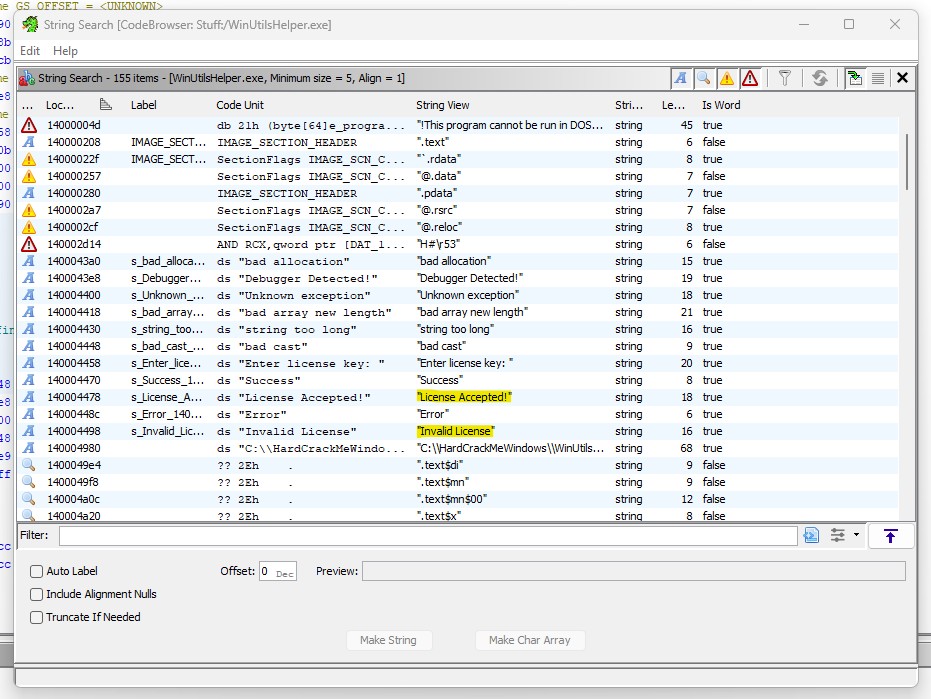 ne GS_OFFSET = <UNKNOWN>
String Search [CodeBrowser: Stuff:/WinUtilsHelper.exe]
Edit Help
String Search - 155 items - [WinUtilsHelper.exe, Minimum size = 5, Align = 1]
... Loc... Label Code Unit String View Stri... Le... Is Word
14000004d db 21h (byte[64]e_progra... "!This program cannot be run in DOS... string 45 true
140000208 IMAGE_SECT... IMAGE_SECTION_HEADER ".text" string 6 false
14000022f IMAGE_SECT... SectionFlags IMAGE_SCN_C... "`.rdata" string 8 true
140000257 SectionFlags IMAGE_SCN_C... "@.data" string 7 false
140000280 IMAGE_SECTION_HEADER ".pdata" string 7 true
1400002a7 SectionFlags IMAGE_SCN_C... "@.rsrc" string 7 false
1400002cf SectionFlags IMAGE_SCN_C... "@.reloc" string 8 true
140002d14 AND RCX,qword ptr [DAT_1... "H#\r53" string 6 false
1400043a0 s_bad_alloca... ds "bad allocation" "bad allocation" string 15 true
1400043e8 s_Debugger... ds "Debugger Detected!" "Debugger Detected!" string 19 true
140004400 s_Unknown_... ds "Unknown exception" "Unknown exception" string 18 true
140004418 s_bad_array... ds "bad array new length" "bad array new length" string 21 true
140004430 s_string_too... ds "string too long" "string too long" string 16 true
140004448 s_bad_cast_... ds "bad cast" "bad cast" string 9 true
140004458 s_Enter_lice... ds "Enter license key: " "Enter license key: " string 20 true
140004470 s_Success_1... ds "Success" "Success" string 8 true
140004478 s_License_A... ds "License Accepted!" "License Accepted!" string 18 true
14000448c s_Error_140... ds "Error" "Error" string 6 true
140004498 s_Invalid_Lic... ds "Invalid License" "Invalid License" string 16 true
140004980 ds "C:\\HardCrackMeWindo... "C:\\HardCrackMeWindows\\WinUtils... string 68 true
1400049e4 ?? 2Eh . ".text$di" string 9 false
1400049f8 ?? 2Eh . ".text$mn" string 9 false
140004a0c ?? 2Eh . ".text$mn$00" string 12 false
140004a20 ?? 2Eh . ".text$x" string 8 false
Filter:
Auto Label Offset: 0 Dec Preview:
Include Alignment Nulls
Truncate If Needed
Make String Make Char Array